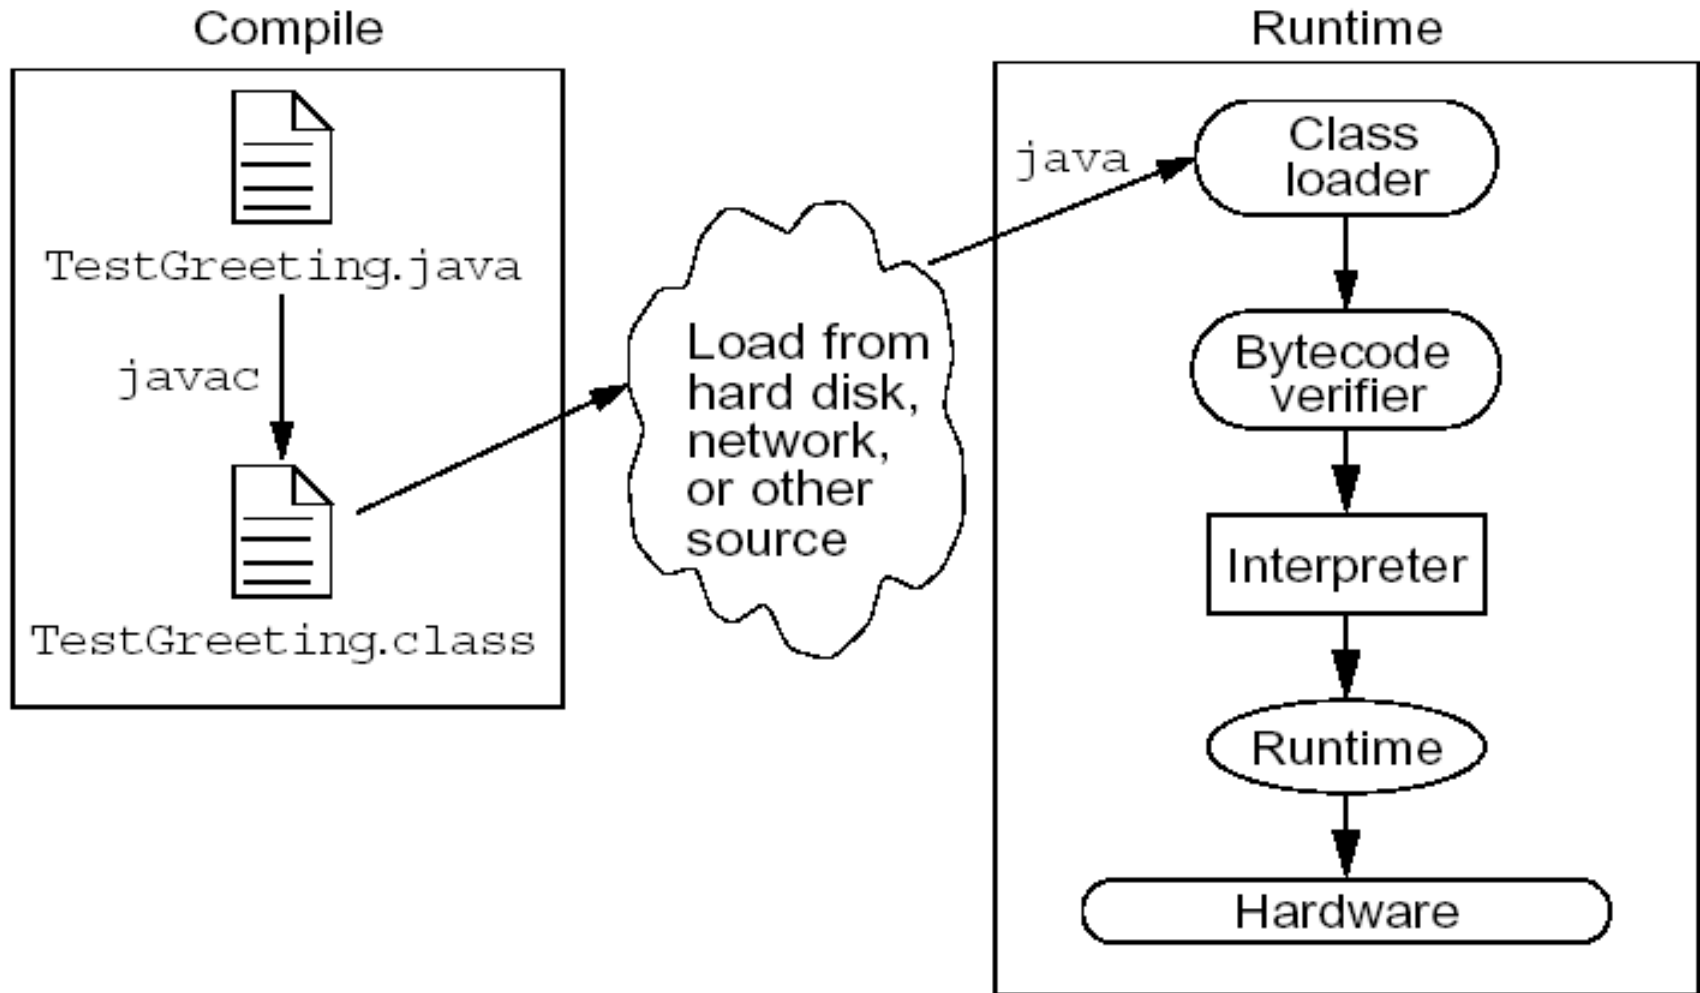 Compile
TestGreeting.java
javac
TestGreeting.class
Load from
hard disk,
network,
or other
source
Runtime
java
Class
loader
Bytecode
verifier
Interpreter
Runtime
Hardware